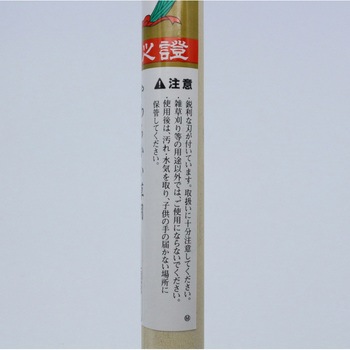 證
⚠注意
・鋭利な刃が付いています。取扱いに十分注意してください。
・雑草刈り等の用途以外では、ご使用にならないでください。
・使用後は、汚れ・水気を取り、子供の手の届かない場所に
保管してください。